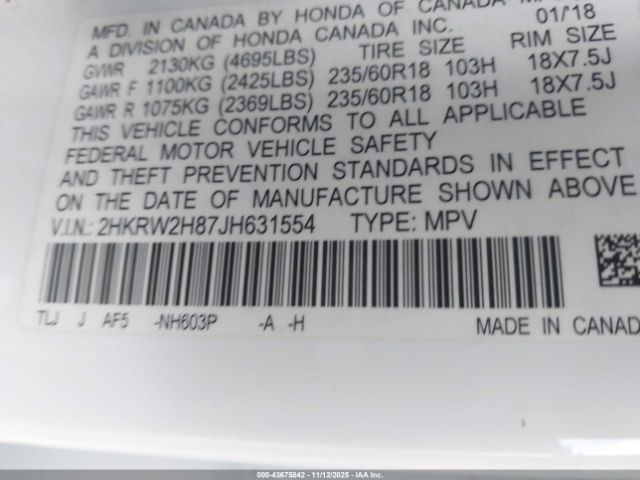 MFD. IN CANADA BY HONDA OF CANADA MFG. 01/'18
A DIVISION OF HONDA CANADA INC.
TIRE SIZE RIM SIZE
GVWR 2130KG (4695LBS)
GAWR F 1100KG (2425LBS) 235/60R18 103H 18X7.5J
GAWR R 1075KG (2369LBS) 235/60R18 103H 18X7.5J
THIS VEHICLE CONFORMS TO ALL APPLICABLE
FEDERAL MOTOR VEHICLE SAFETY
AND THEFT PREVENTION STANDARDS IN EFFECT
ON THE DATE OF MANUFACTURE SHOWN ABOVE
V.I.N.: 2HKRW2H87JH631554 TYPE: MPV
TLJ J AF5 -NH603P -A -H
MADE IN CANAD
000-43675842 - 11/12/2025 - IAA Inc.